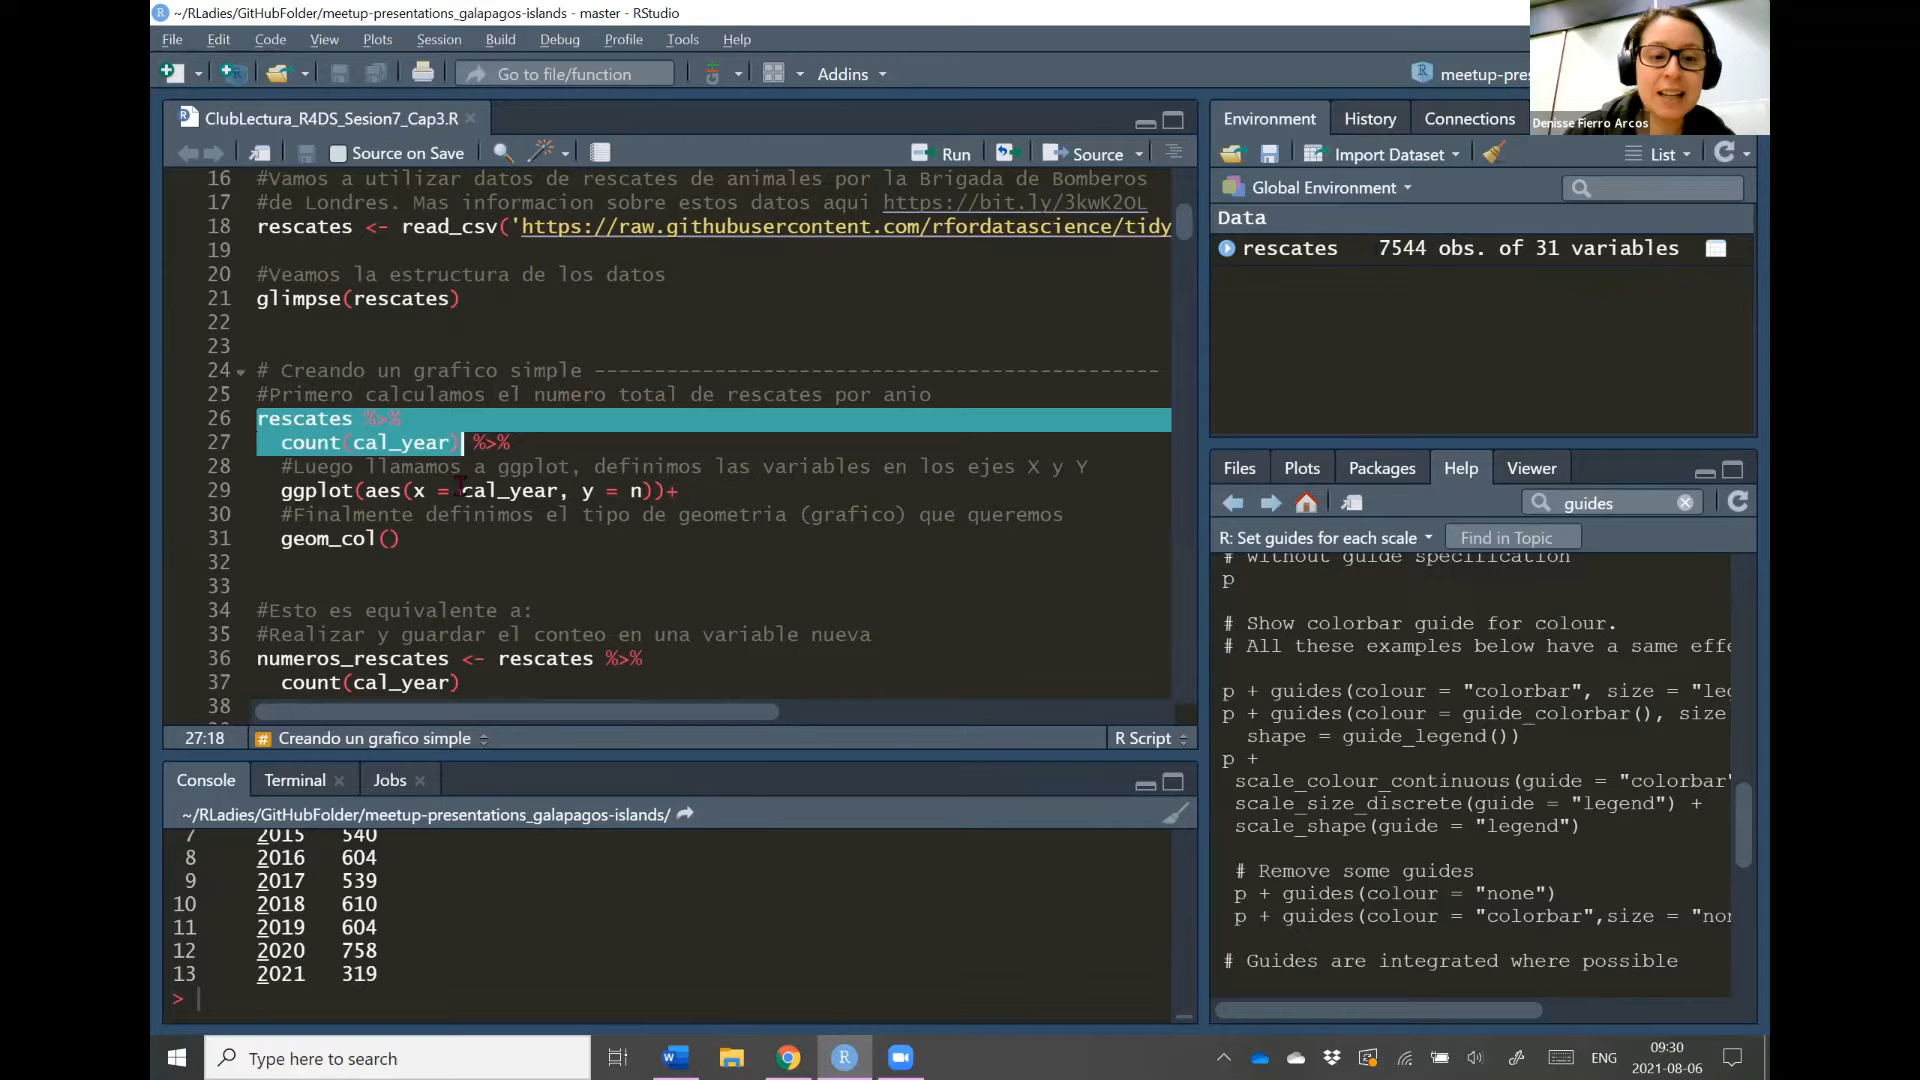 ~/RLadies/GitHubFolder/meetup-presentations_galapagos-islands - master - RStudio
File Edit Code View Plots Session Build Debug Profile Tools Help
Go to file/function Addins meetup-pres
Denisse Fierro Arcos
ClubLectura_R4DS_Sesion7_Cap3.R
Source on Save Run Source
16 #Vamos a utilizar datos de rescates de animales por la Brigada de Bomberos
17 #de Londres. Mas informacion sobre estos datos aqui https://bit.ly/3kwK2OL
18 rescates <- read_csv('https://raw.githubusercontent.com/rfordatascience/tidy
19
20 #Veamos la estructura de los datos
21 glimpse(rescates)
22
23
24 # Creando un grafico simple -----------------------------------------------
25 #Primero calculamos el numero total de rescates por anio
26 rescates %>%
27 count(cal_year) %>%
28 #Luego llamamos a ggplot, definimos las variables en los ejes X y Y
29 ggplot(aes(x = cal_year, y = n))+
30 #Finalmente definimos el tipo de geometria (grafico) que queremos
31 geom_col()
32
33
34 #Esto es equivalente a:
35 #Realizar y guardar el conteo en una variable nueva
36 numeros_rescates <- rescates %>%
37 count(cal_year)
38
27:18 # Creando un grafico simple R Script
Console Terminal Jobs
~/RLadies/GitHubFolder/meetup-presentations_galapagos-islands/
7 2015 540
8 2016 604
9 2017 539
10 2018 610
11 2019 604
12 2020 758
13 2021 319
>
Environment History Connections
Import Dataset List
Global Environment
Data
rescates 7544 obs. of 31 variables
Files Plots Packages Help Viewer
guides
R: Set guides for each scale Find in Topic
# without guide specification
p
# Show colorbar guide for colour.
# All these examples below have a same effe
p + guides(colour = "colorbar", size = "leg
p + guides(colour = guide_colorbar(), size
shape = guide_legend())
p +
scale_colour_continuous(guide = "colorbar"
scale_size_discrete(guide = "legend") +
scale_shape(guide = "legend")
# Remove some guides
p + guides(colour = "none")
p + guides(colour = "colorbar",size = "non
# Guides are integrated where possible
Type here to search
ENG
09:30
2021-08-06